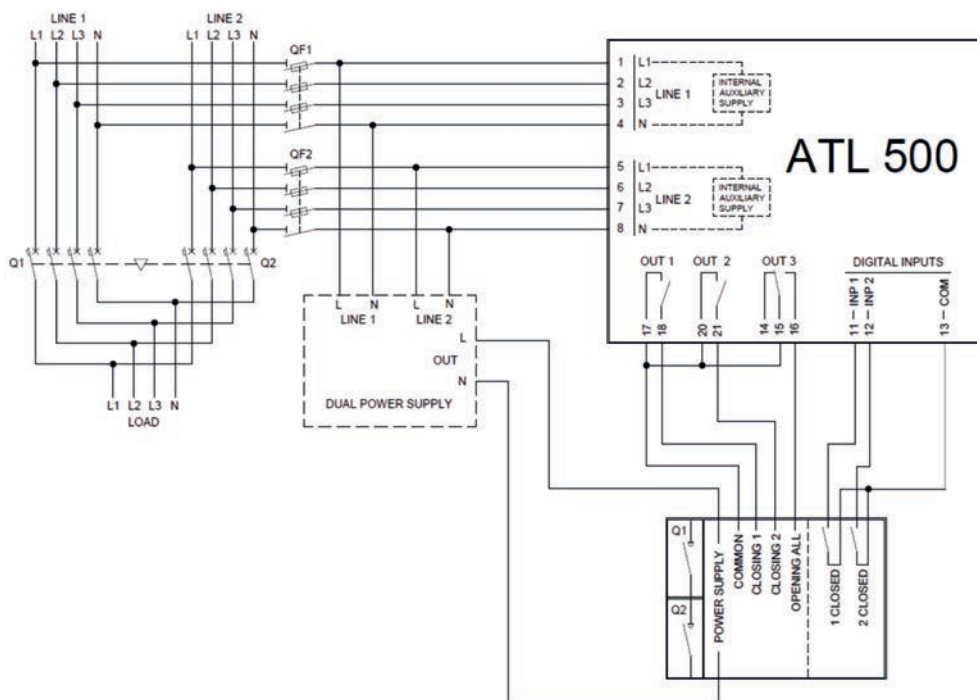 LINE 1 LINE 2
L1 L2 L3 N L1 L2 L3 N
QF1
1 L1
2 L2
3 L3
4 N
LINE 1
INTERNAL
AUXILIARY
SUPPLY
ATL 500
QF2
5 L1
6 L2
7 L3
8 N
LINE 2
INTERNAL
AUXILIARY
SUPPLY
Q1 Q2
OUT 1 OUT 2 OUT 3 DIGITAL INPUTS
17 18 20 21 14 15 16
11 – INP 1
12 – INP 2
13 – COM
L N L N
LINE 1 LINE 2
L
OUT
N
DUAL POWER SUPPLY
L1 L2 L3 N
LOAD
Q1
Q2
POWER SUPPLY
COMMON
CLOSING 1
CLOSING 2
OPENING ALL
1 CLOSED
2 CLOSED